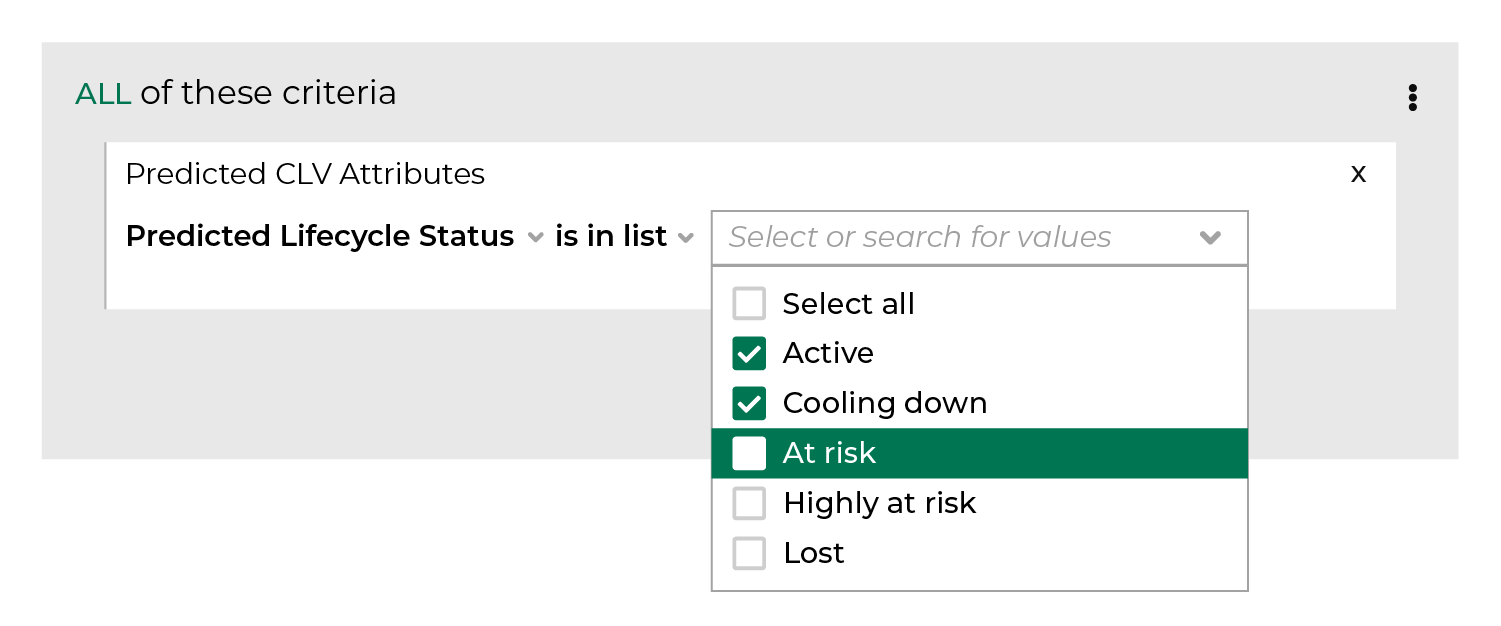 ALL of these criteria
Predicted CLV Attributes x
Predicted Lifecycle Status is in list Select or search for values
Select all
Active
Cooling down
At risk
Highly at risk
Lost